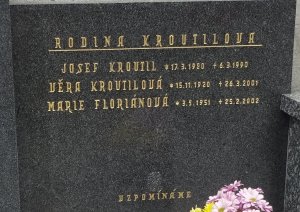 RODINA KROUTILOVA
JOSEF KROUTIL *17.3.1920 +6.3.1990
VĚRA KROUTILOVÁ *15.11.1920 +26.3.2001
MARIE FLORIÁNOVÁ *3.9.1951 +25.2.2002
VZPOMÍNÁME